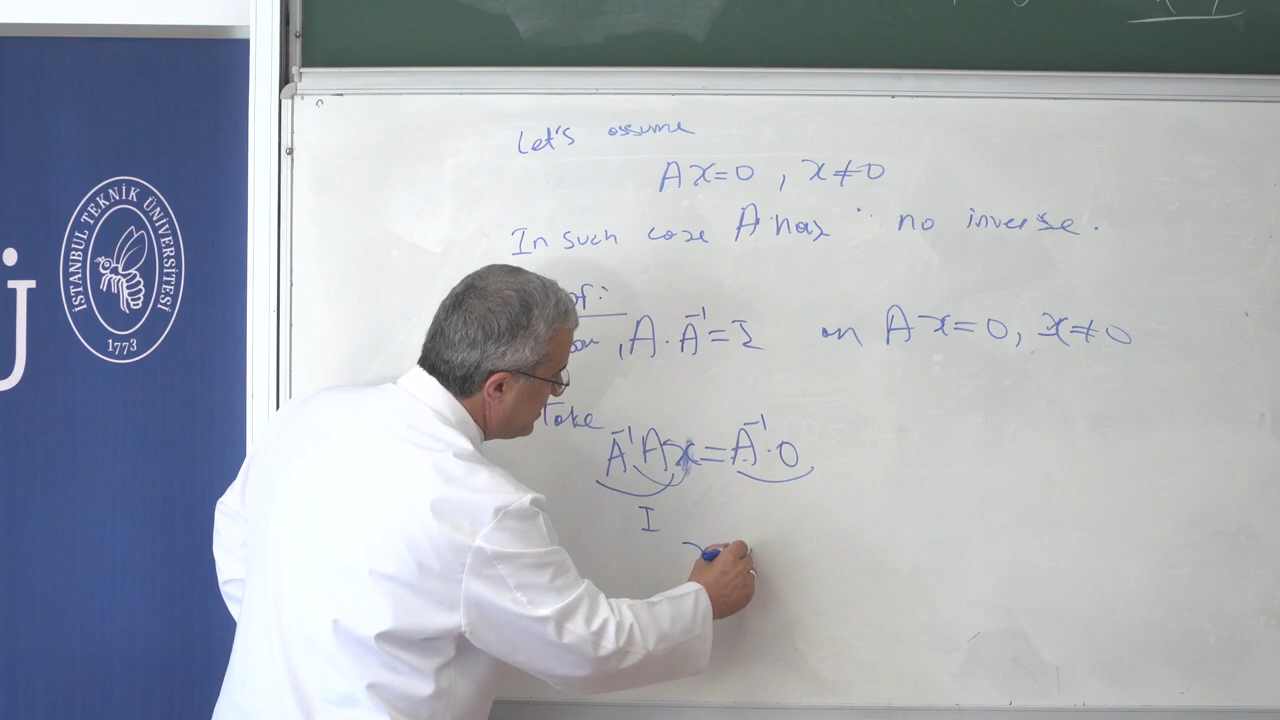 İSTANBUL TEKNİK ÜNİVERSİTESİ
1773
Let's assume
Ax=0, x≠0
In such case A has no inverse.
of:
, A·A⁻¹=I on Ax=0, x≠0
Take
A⁻¹Ax=A⁻¹·0
I